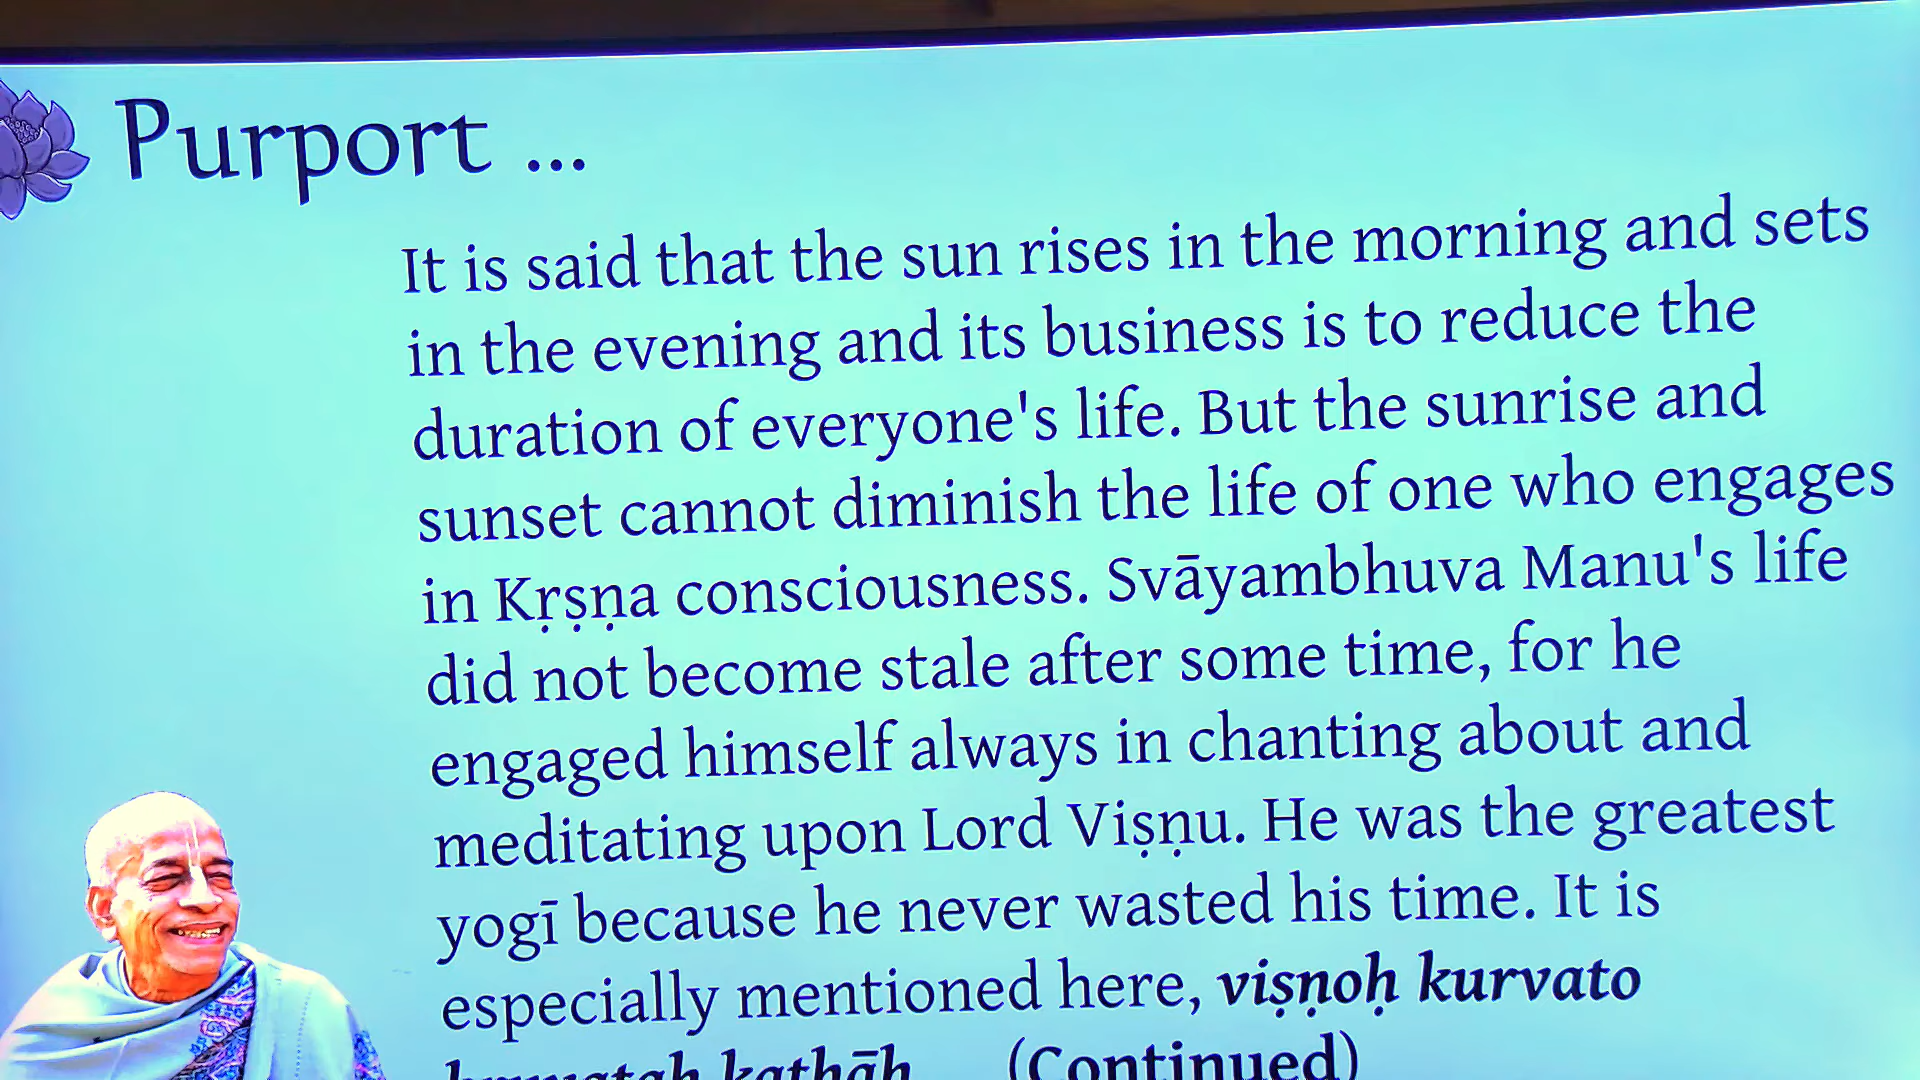 Purport ...
It is said that the sun rises in the morning and sets
in the evening and its business is to reduce the
duration of everyone's life. But the sunrise and
sunset cannot diminish the life of one who engages
in Kṛṣṇa consciousness. Svāyambhuva Manu's life
did not become stale after some time, for he
engaged himself always in chanting about and
meditating upon Lord Viṣṇu. He was the greatest
yogī because he never wasted his time. It is
especially mentioned here, viṣṇoḥ kurvato
kathāḥ (Continued)